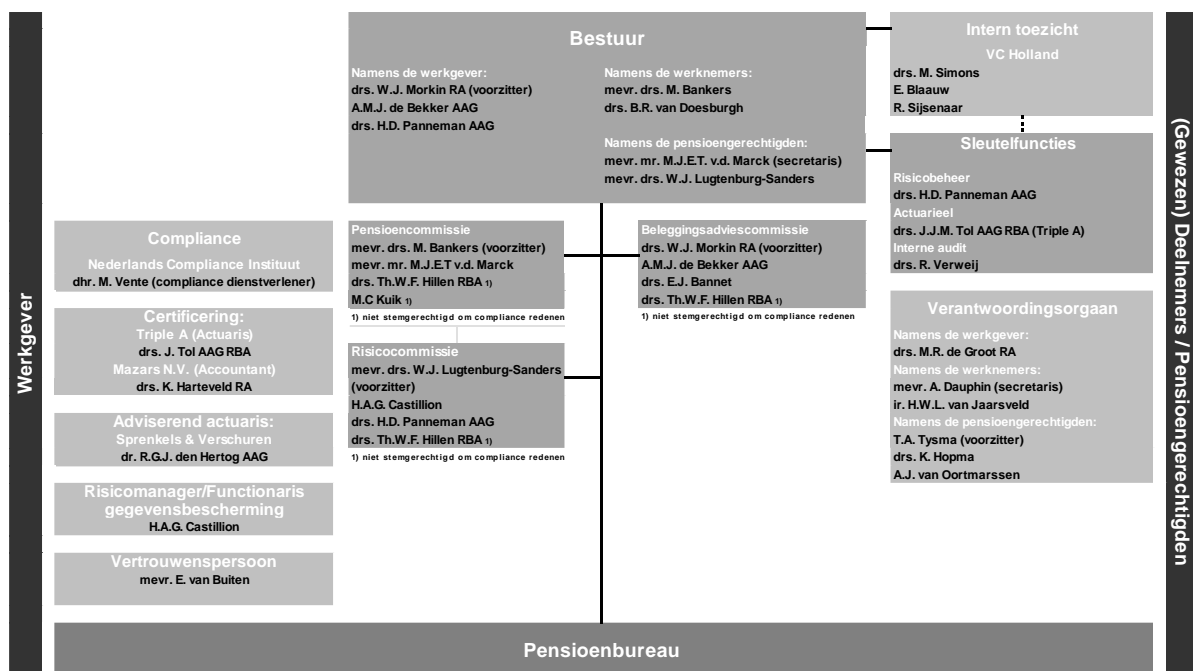 Werkgever
Bestuur
Namens de werkgever:
drs. W.J. Morkin RA (voorzitter)
A.M.J. de Bekker AAG
drs. H.D. Panneman AAG
Namens de werknemers:
mevr. drs. M. Bankers
drs. B.R. van Doesburgh
Namens de pensioengerechtigden:
mevr. mr. M.J.E.T. v.d. Marck (secretaris)
mevr. drs. W.J. Lugtenburg-Sanders
Intern toezicht
VC Holland
drs. M. Simons
E. Blaauw
R. Sijsenaar
Sleutelfuncties
Risicobeheer
drs. H.D. Panneman AAG
Actuarieel
drs. J.J.M. Tol AAG RBA (Triple A)
Interne audit
drs. R. Verweij
Compliance
Nederlands Compliance Instituut
dhr. M. Vente (compliance dienstverlener)
Certificering:
Triple A (Actuaris)
drs. J. Tol AAG RBA
Mazars N.V. (Accountant)
drs. K. Harteveld RA
Adviserend actuaris:
Sprenkels & Verschuren
dr. R.G.J. den Hertog AAG
Risicomanager/Functionaris
gegevensbescherming
H.A.G. Castillion
Vertrouwenspersoon
mevr. E. van Buiten
Pensioencommissie
mevr. drs. M. Bankers (voorzitter)
mevr. mr. M.J.E.T v.d. Marck
drs. Th.W.F. Hillen RBA 1)
M.C Kuik 1)
1) niet stemgerechtigd om compliance redenen
Risicocommissie
mevr. drs. W.J. Lugtenburg-Sanders
(voorzitter)
H.A.G. Castillion
drs. H.D. Panneman AAG
drs. Th.W.F. Hillen RBA 1)
1) niet stemgerechtigd om compliance redenen
Beleggingsadviescommissie
drs. W.J. Morkin RA (voorzitter)
A.M.J. de Bekker AAG
drs. E.J. Bannet
drs. Th.W.F. Hillen RBA 1)
1) niet stemgerechtigd om compliance redenen
Verantwoordingsorgaan
Namens de werkgever:
drs. M.R. de Groot RA
Namens de werknemers:
mevr. A. Dauphin (secretaris)
ir. H.W.L. van Jaarsveld
Namens de pensioengerechtigden:
T.A. Tysma (voorzitter)
drs. K. Hopma
A.J. van Oortmarssen
(Gewezen) Deelnemers / Pensioengerechtigden
Pensioenbureau